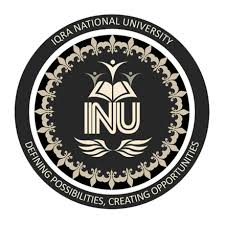 IQRA NATIONAL UNIVERSITY
INU
DEFINING POSSIBILITIES, CREATING OPPORTUNITIES